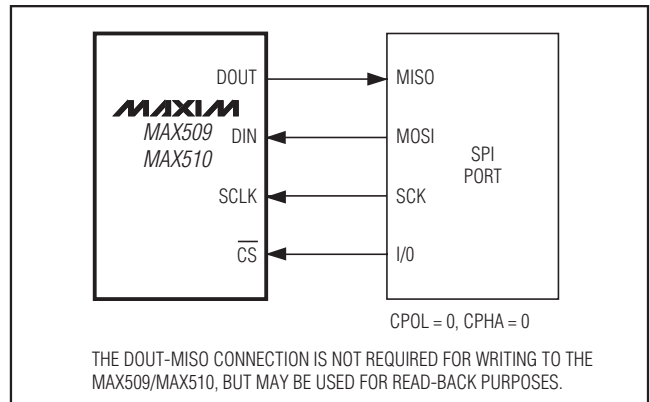 DOUT MISO
MAXIM
MAX509 DIN MOSI
MAX510
SPI
PORT
SCLK SCK
CS I/0
CPOL = 0, CPHA = 0
THE DOUT-MISO CONNECTION IS NOT REQUIRED FOR WRITING TO THE
MAX509/MAX510, BUT MAY BE USED FOR READ-BACK PURPOSES.